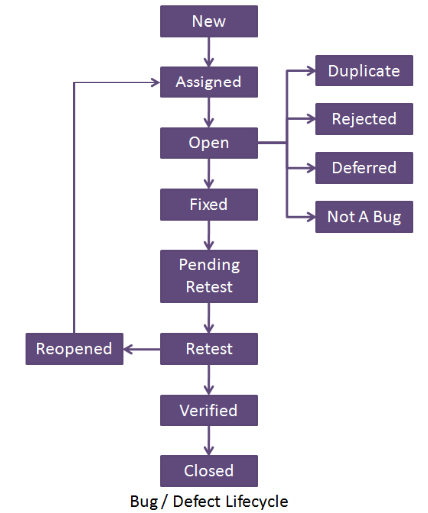 New
Assigned
Duplicate
Rejected
Open
Deferred
Fixed
Not A Bug
Pending
Retest
Reopened
Retest
Verified
Closed
Bug / Defect Lifecycle